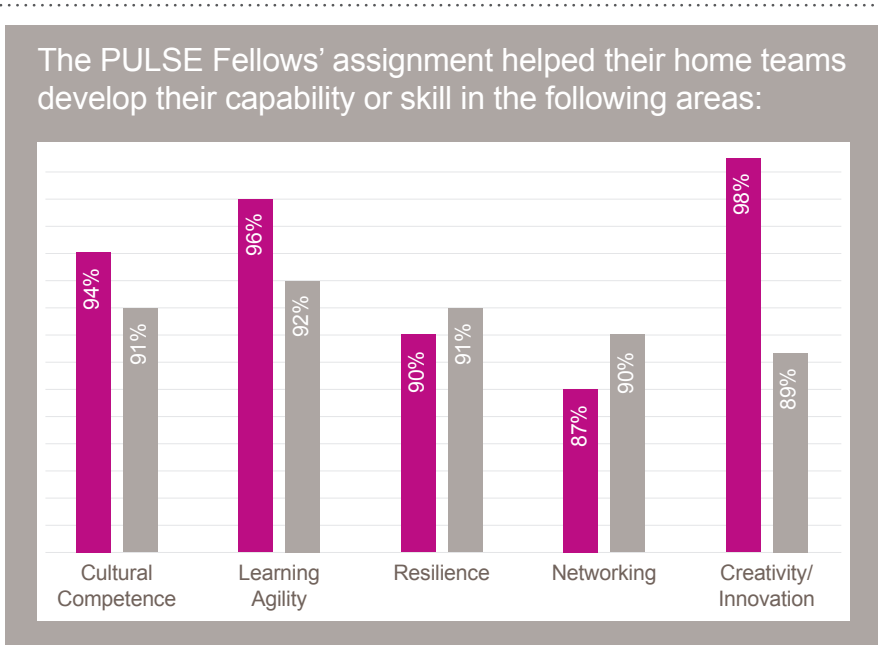 The PULSE Fellows’ assignment helped their home teams
develop their capability or skill in the following areas:
94%
91%
96%
92%
90%
91%
87%
90%
98%
89%
Cultural
Competence
Learning
Agility
Resilience
Networking
Creativity/
Innovation